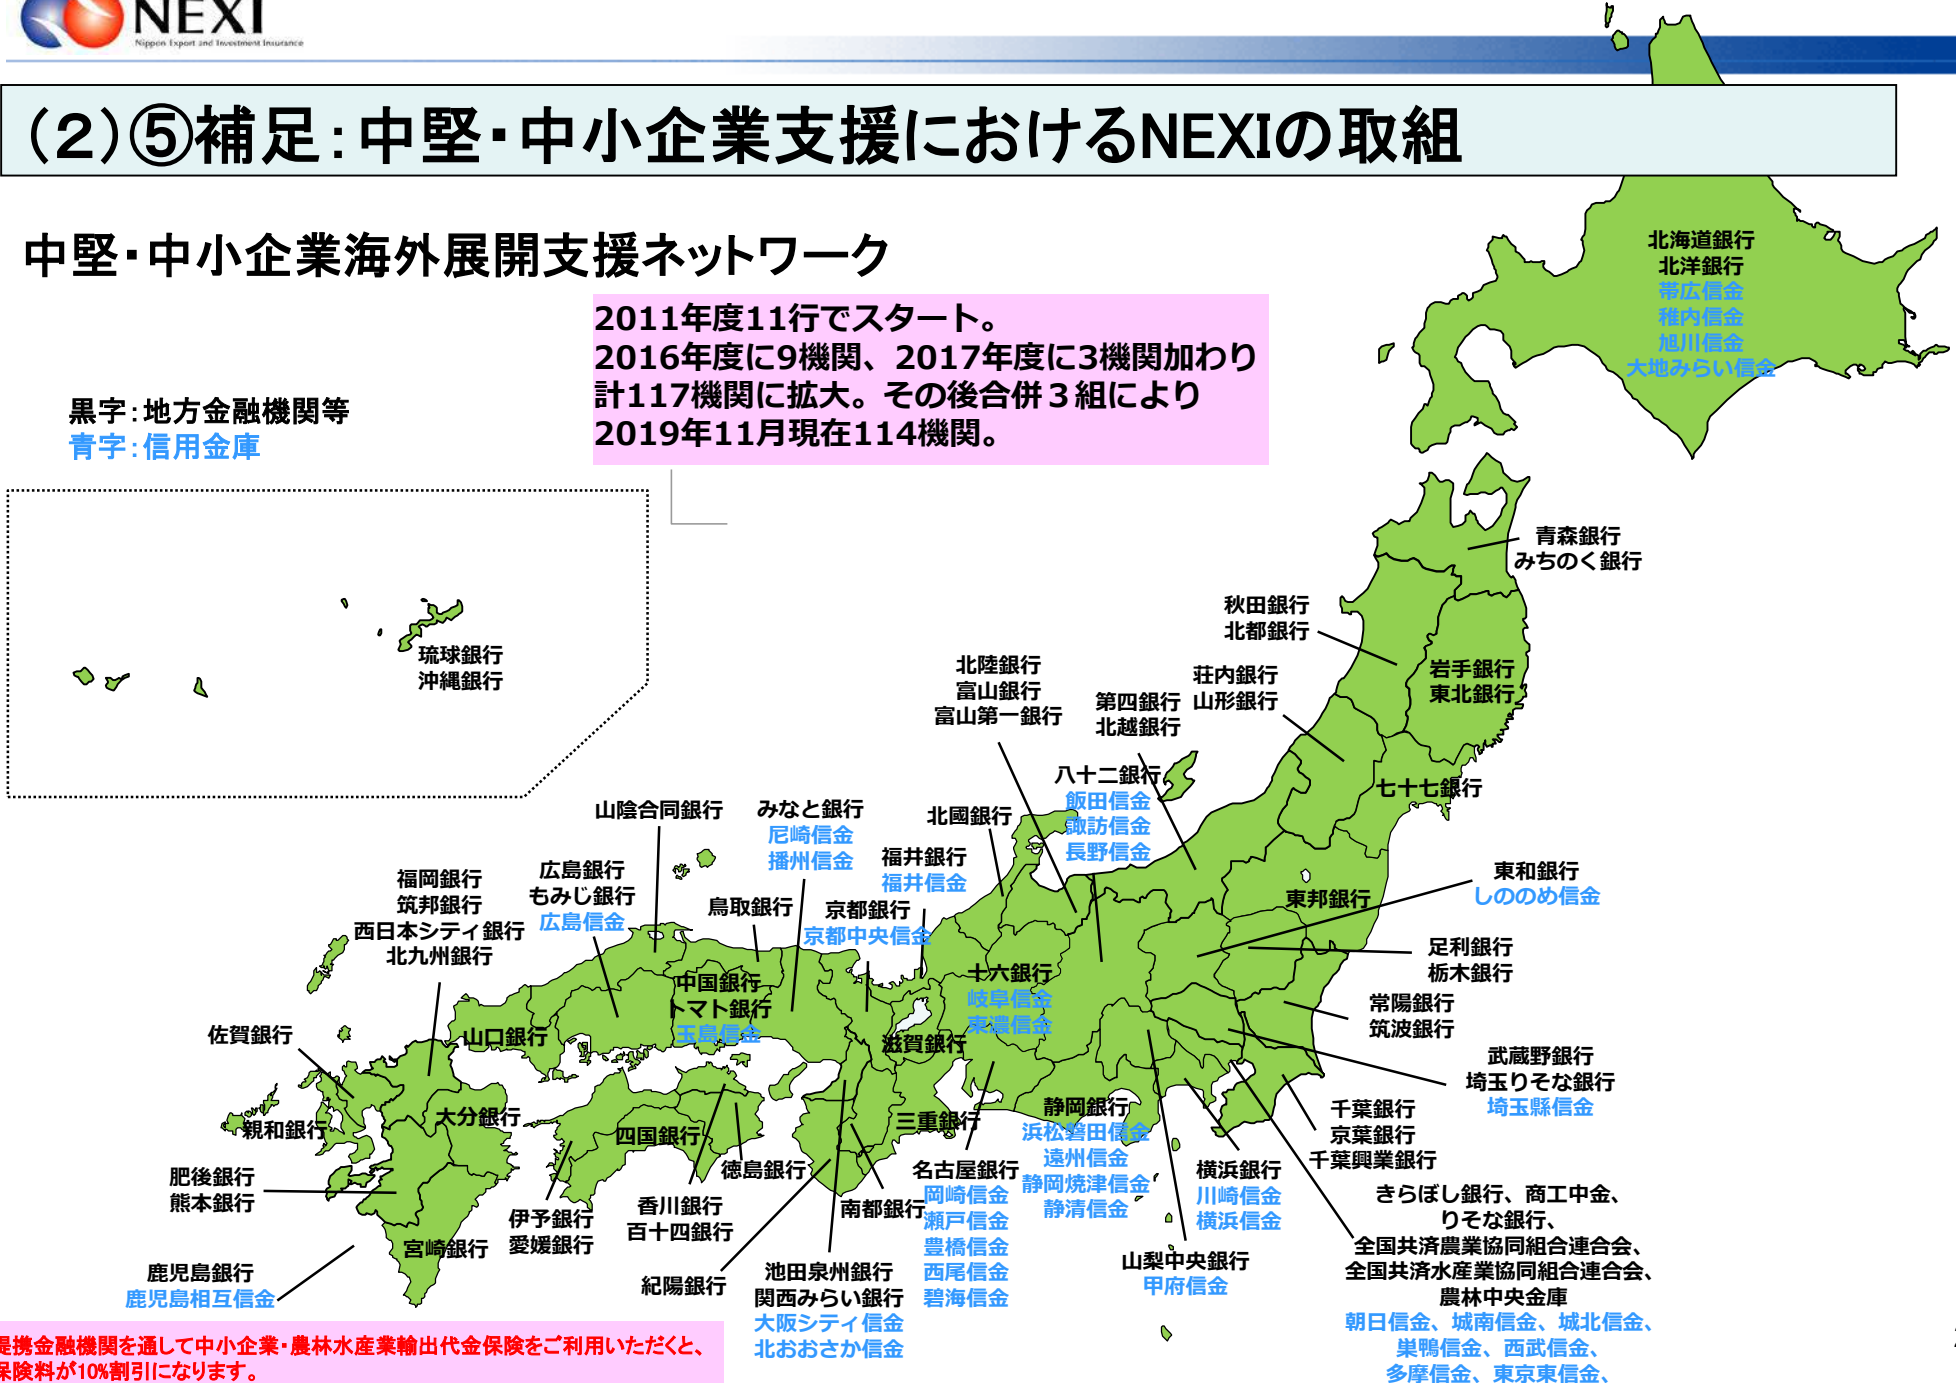 NEXI
Nippon Export and Investment Insurance
（2）⑤補足：中堅・中小企業支援におけるNEXIの取組
中堅・中小企業海外展開支援ネットワーク
2011年度11行でスタート。
2016年度に9機関、2017年度に3機関加わり
計117機関に拡大。その後合併３組により
2019年11月現在114機関。
黒字：地方金融機関等
青字：信用金庫
北海道銀行
北洋銀行
帯広信金
稚内信金
旭川信金
大地みらい信金
青森銀行
みちのく銀行
秋田銀行
北都銀行
岩手銀行
東北銀行
荘内銀行
山形銀行
七十七銀行
琉球銀行
沖縄銀行
北陸銀行
富山銀行
富山第一銀行
第四銀行
北越銀行
八十二銀行
飯田信金
諏訪信金
長野信金
北國銀行
山陰合同銀行
みなと銀行
尼崎信金
播州信金
福井銀行
福井信金
広島銀行
もみじ銀行
広島信金
鳥取銀行
京都銀行
京都中央信金
福岡銀行
筑邦銀行
西日本シティ銀行
北九州銀行
東邦銀行
東和銀行
しののめ信金
足利銀行
栃木銀行
常陽銀行
筑波銀行
武蔵野銀行
埼玉りそな銀行
埼玉縣信金
中国銀行
トマト銀行
玉島信金
十六銀行
岐阜信金
東濃信金
滋賀銀行
山口銀行
佐賀銀行
親和銀行
大分銀行
四国銀行
徳島銀行
三重銀行
静岡銀行
浜松磐田信金
遠州信金
静岡焼津信金
静清信金
千葉銀行
京葉銀行
千葉興業銀行
肥後銀行
熊本銀行
宮崎銀行
伊予銀行
愛媛銀行
香川銀行
百十四銀行
南都銀行
名古屋銀行
岡崎信金
瀬戸信金
豊橋信金
西尾信金
碧海信金
横浜銀行
川崎信金
横浜信金
山梨中央銀行
甲府信金
きらぼし銀行、商工中金、
りそな銀行、
全国共済農業協同組合連合会、
全国共済水産業協同組合連合会、
農林中央金庫
朝日信金、城南信金、城北信金、
巣鴨信金、西武信金、
多摩信金、東京東信金、
鹿児島銀行
鹿児島相互信金
紀陽銀行
池田泉州銀行
関西みらい銀行
大阪シティ信金
北おおさか信金
提携金融機関を通して中小企業・農林水産業輸出代金保険をご利用いただくと、
保険料が10%割引になります。